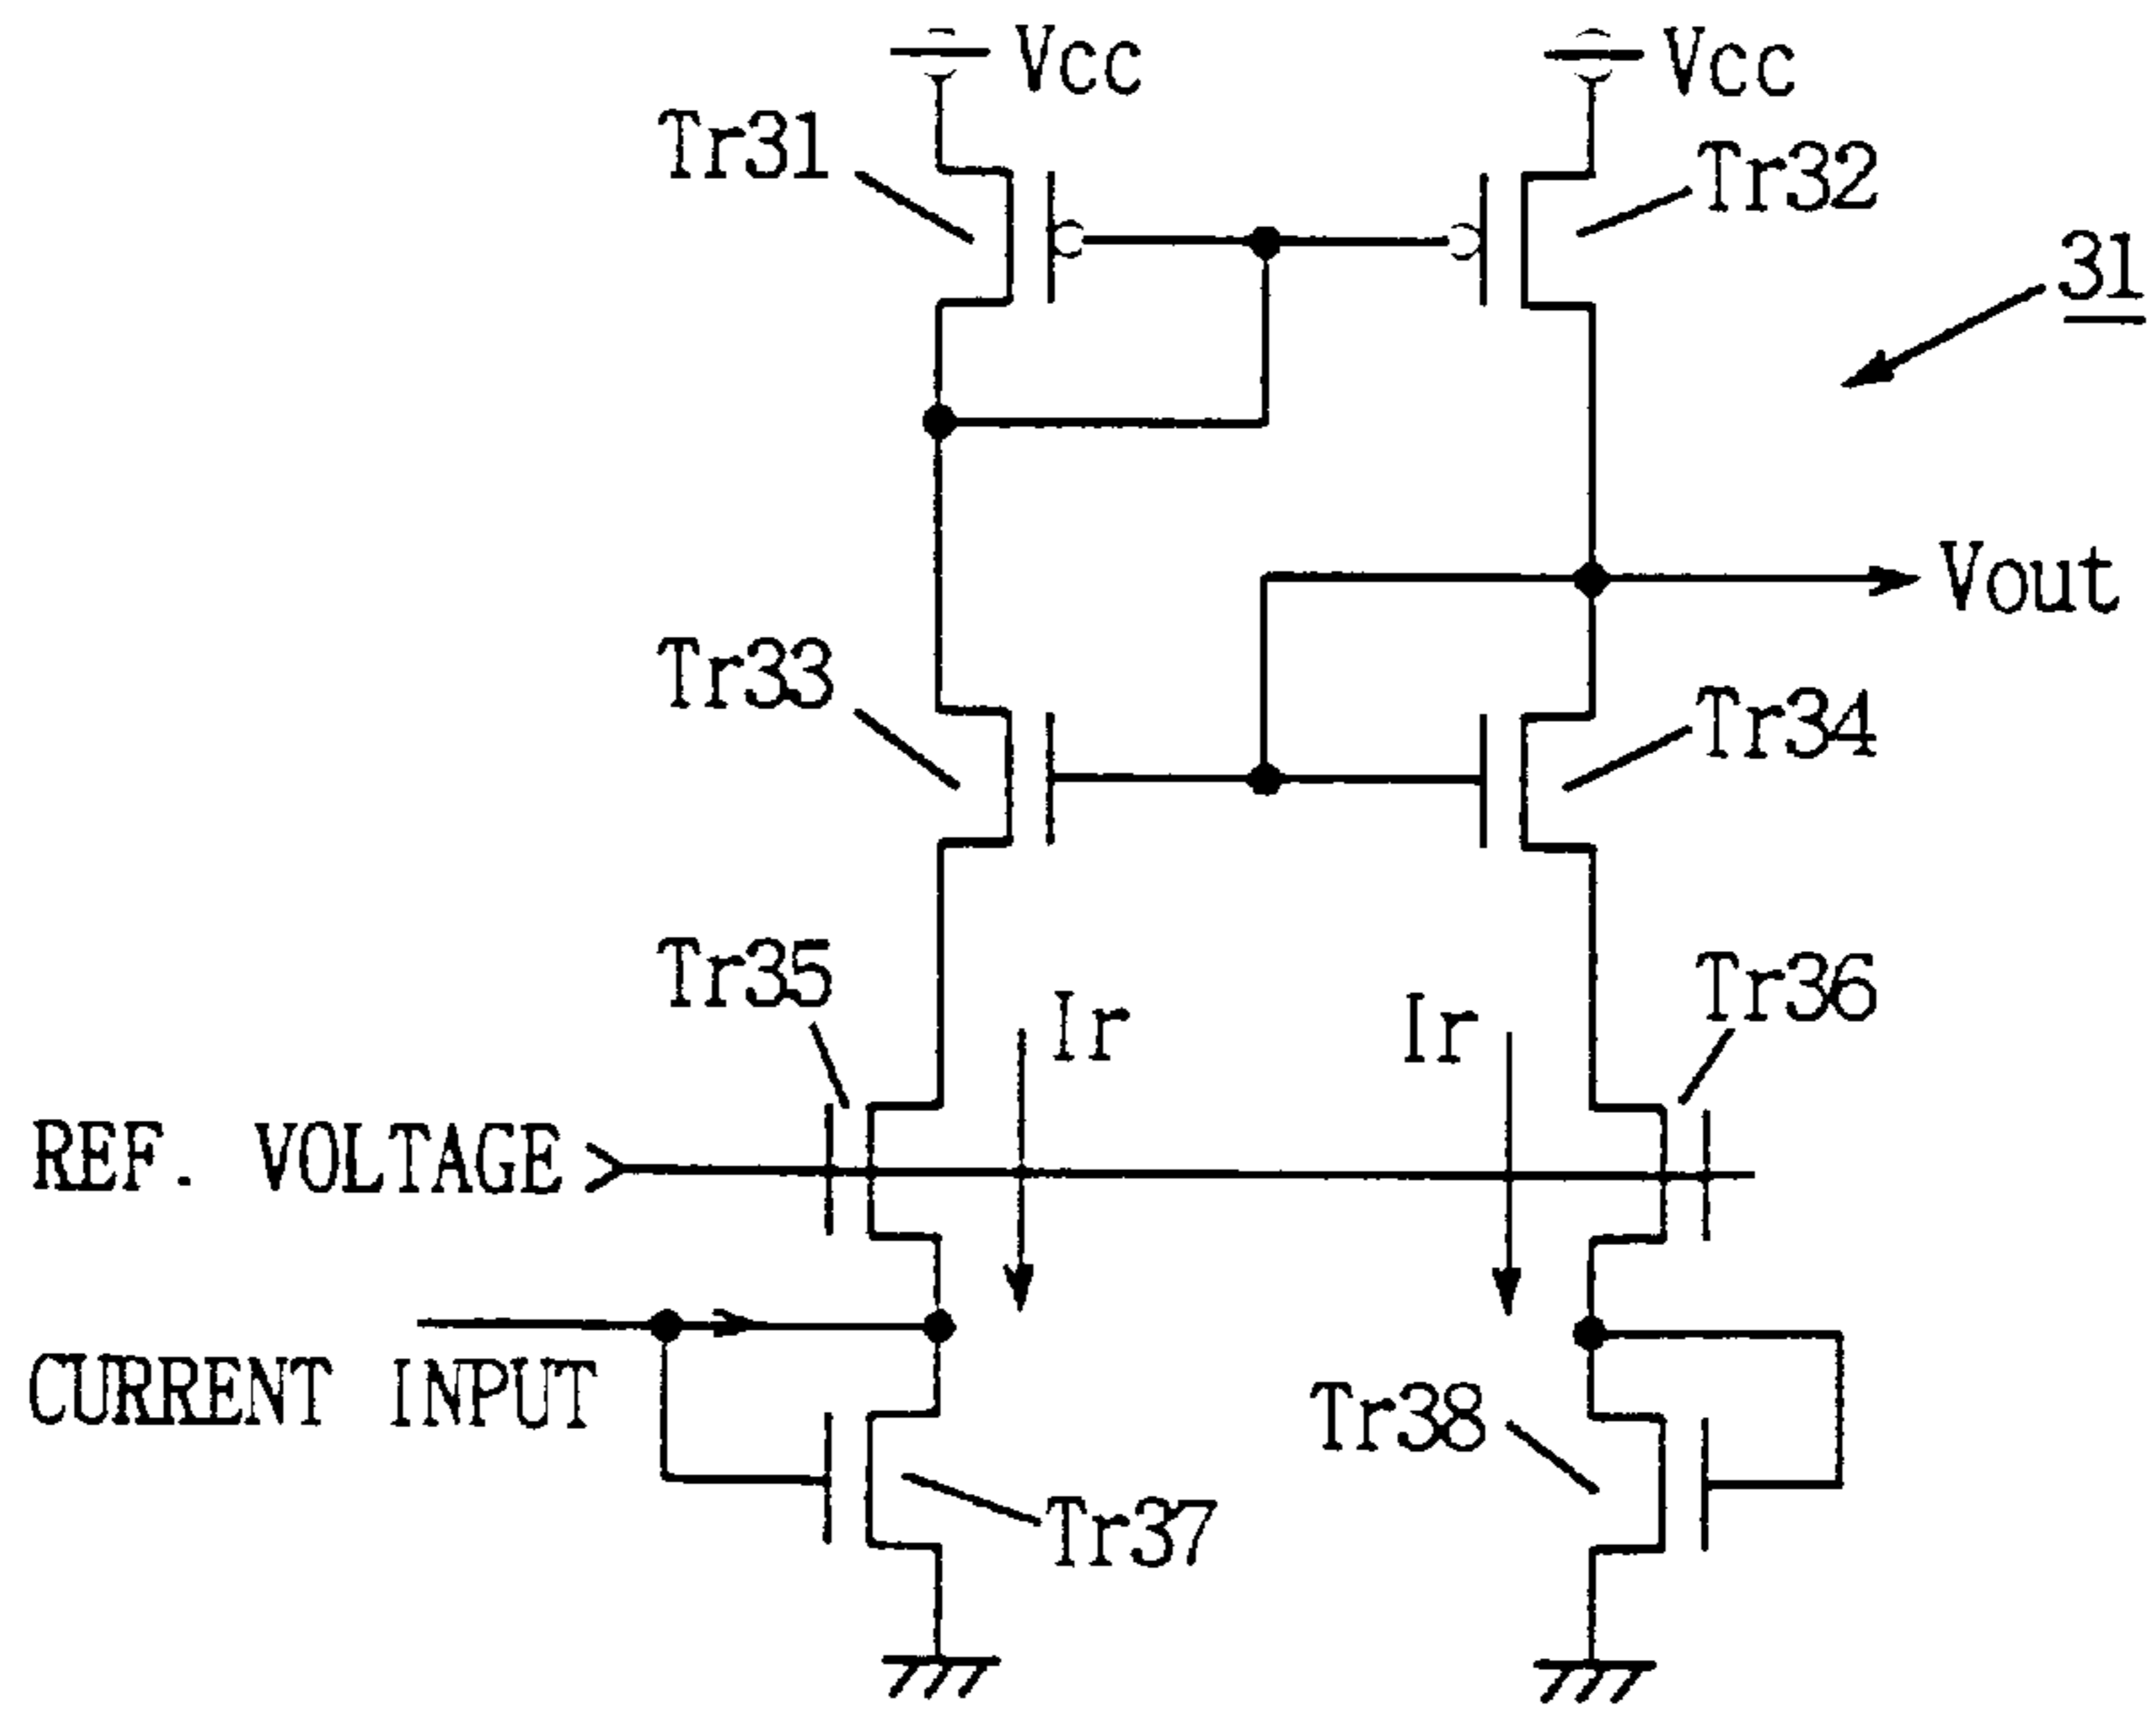 Vcc
Vcc
Tr31
Tr32
31
Vout
Tr33
Tr34
Tr35
Ir
Ir
Tr36
REF. VOLTAGE
CURRENT INPUT
Tr38
Tr37